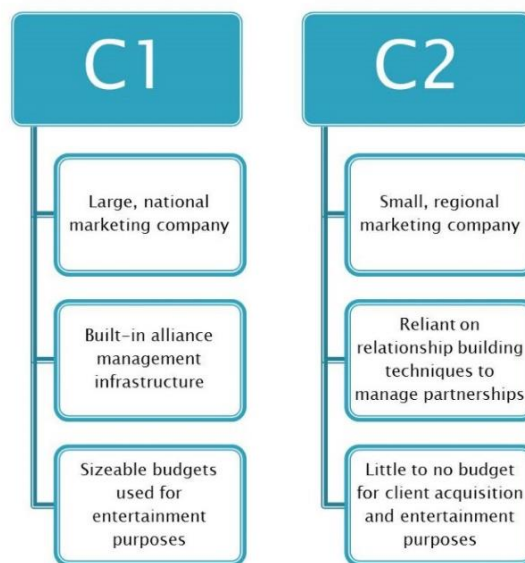 C1
Large, national
marketing company
Built-in alliance
management
infrastructure
Sizeable budgets
used for
entertainment
purposes
C2
Small, regional
marketing company
Reliant on
relationship building
techniques to
manage partnerships
Little to no budget
for client acquisition
and entertainment
purposes